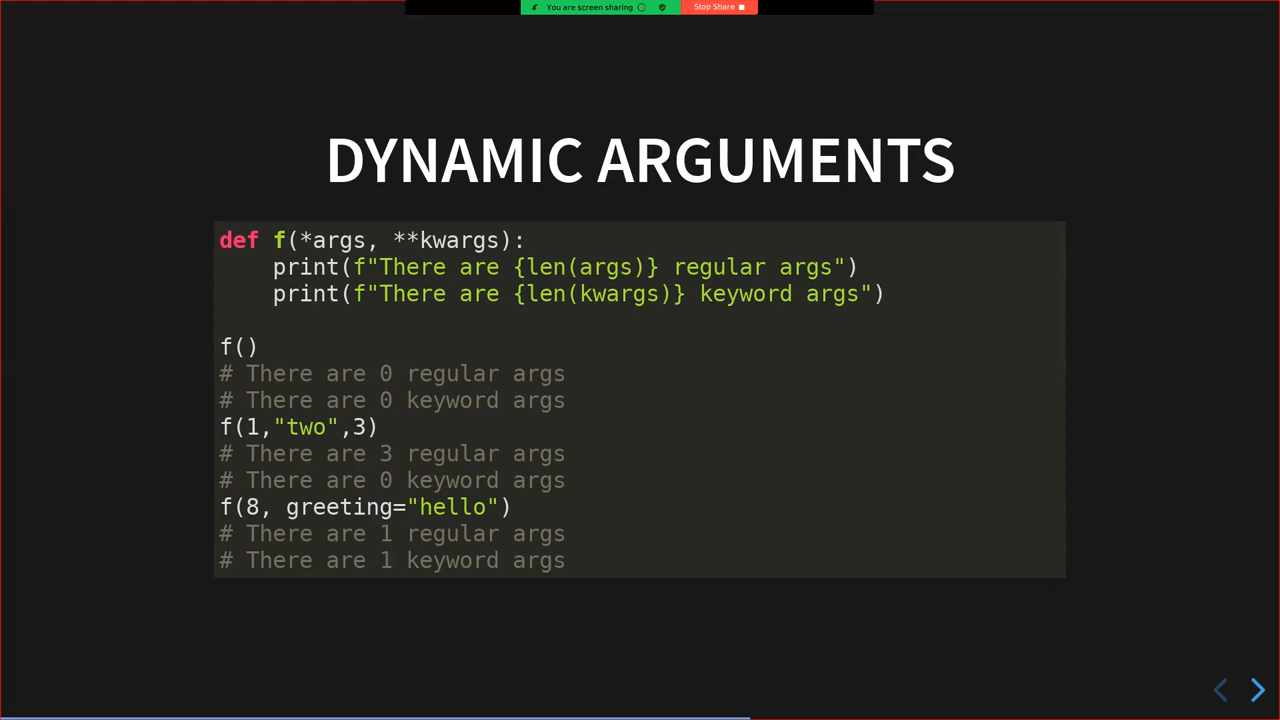 You are screen sharing
Stop Share
DYNAMIC ARGUMENTS
def f(*args, **kwargs):
    print(f"There are {len(args)} regular args")
    print(f"There are {len(kwargs)} keyword args")
f()
# There are 0 regular args
# There are 0 keyword args
f(1,"two",3)
# There are 3 regular args
# There are 0 keyword args
f(8, greeting="hello")
# There are 1 regular args
# There are 1 keyword args